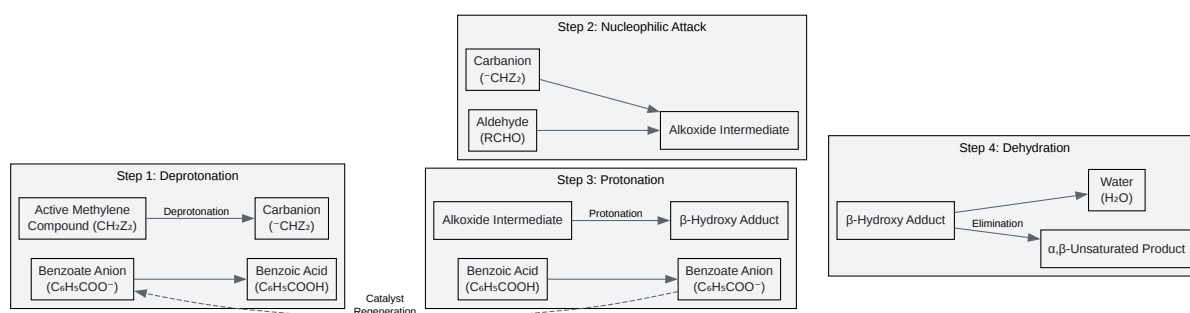 Step 1: Deprotonation
Active Methylene
Compound (CH₂Z₂)
Deprotonation
Carbanion
(⁻CHZ₂)
Benzoate Anion
(C₆H₅COO⁻)
Benzoic Acid
(C₆H₅COOH)
Step 2: Nucleophilic Attack
Carbanion
(⁻CHZ₂)
Aldehyde
(RCHO)
Alkoxide Intermediate
Step 3: Protonation
Alkoxide Intermediate
Protonation
β-Hydroxy Adduct
Benzoic Acid
(C₆H₅COOH)
Benzoate Anion
(C₆H₅COO⁻)
Catalyst
Regeneration
Step 4: Dehydration
β-Hydroxy Adduct
Water
(H₂O)
Elimination
α,β-Unsaturated Product